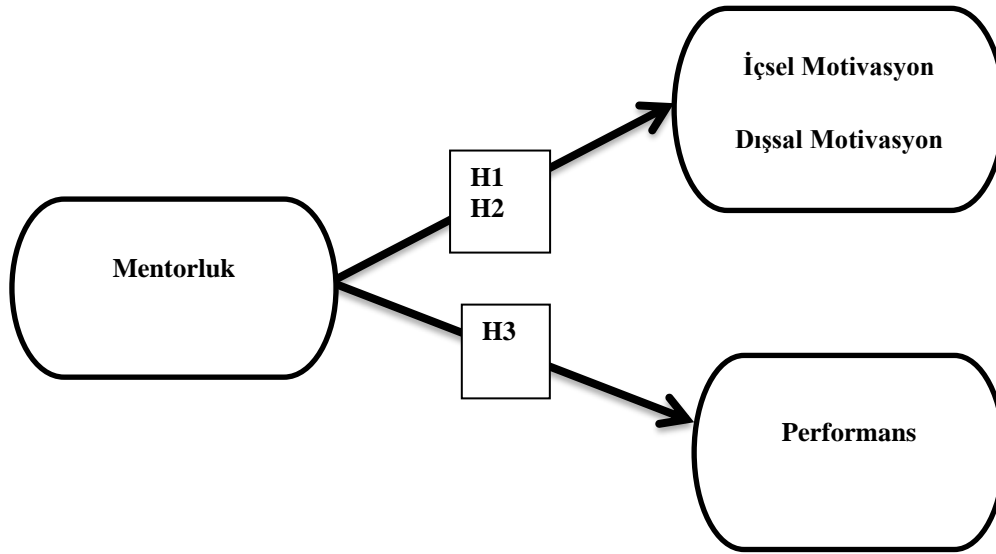 İçsel Motivasyon
Dışsal Motivasyon
H1
H2
Mentorluk
H3
Performans